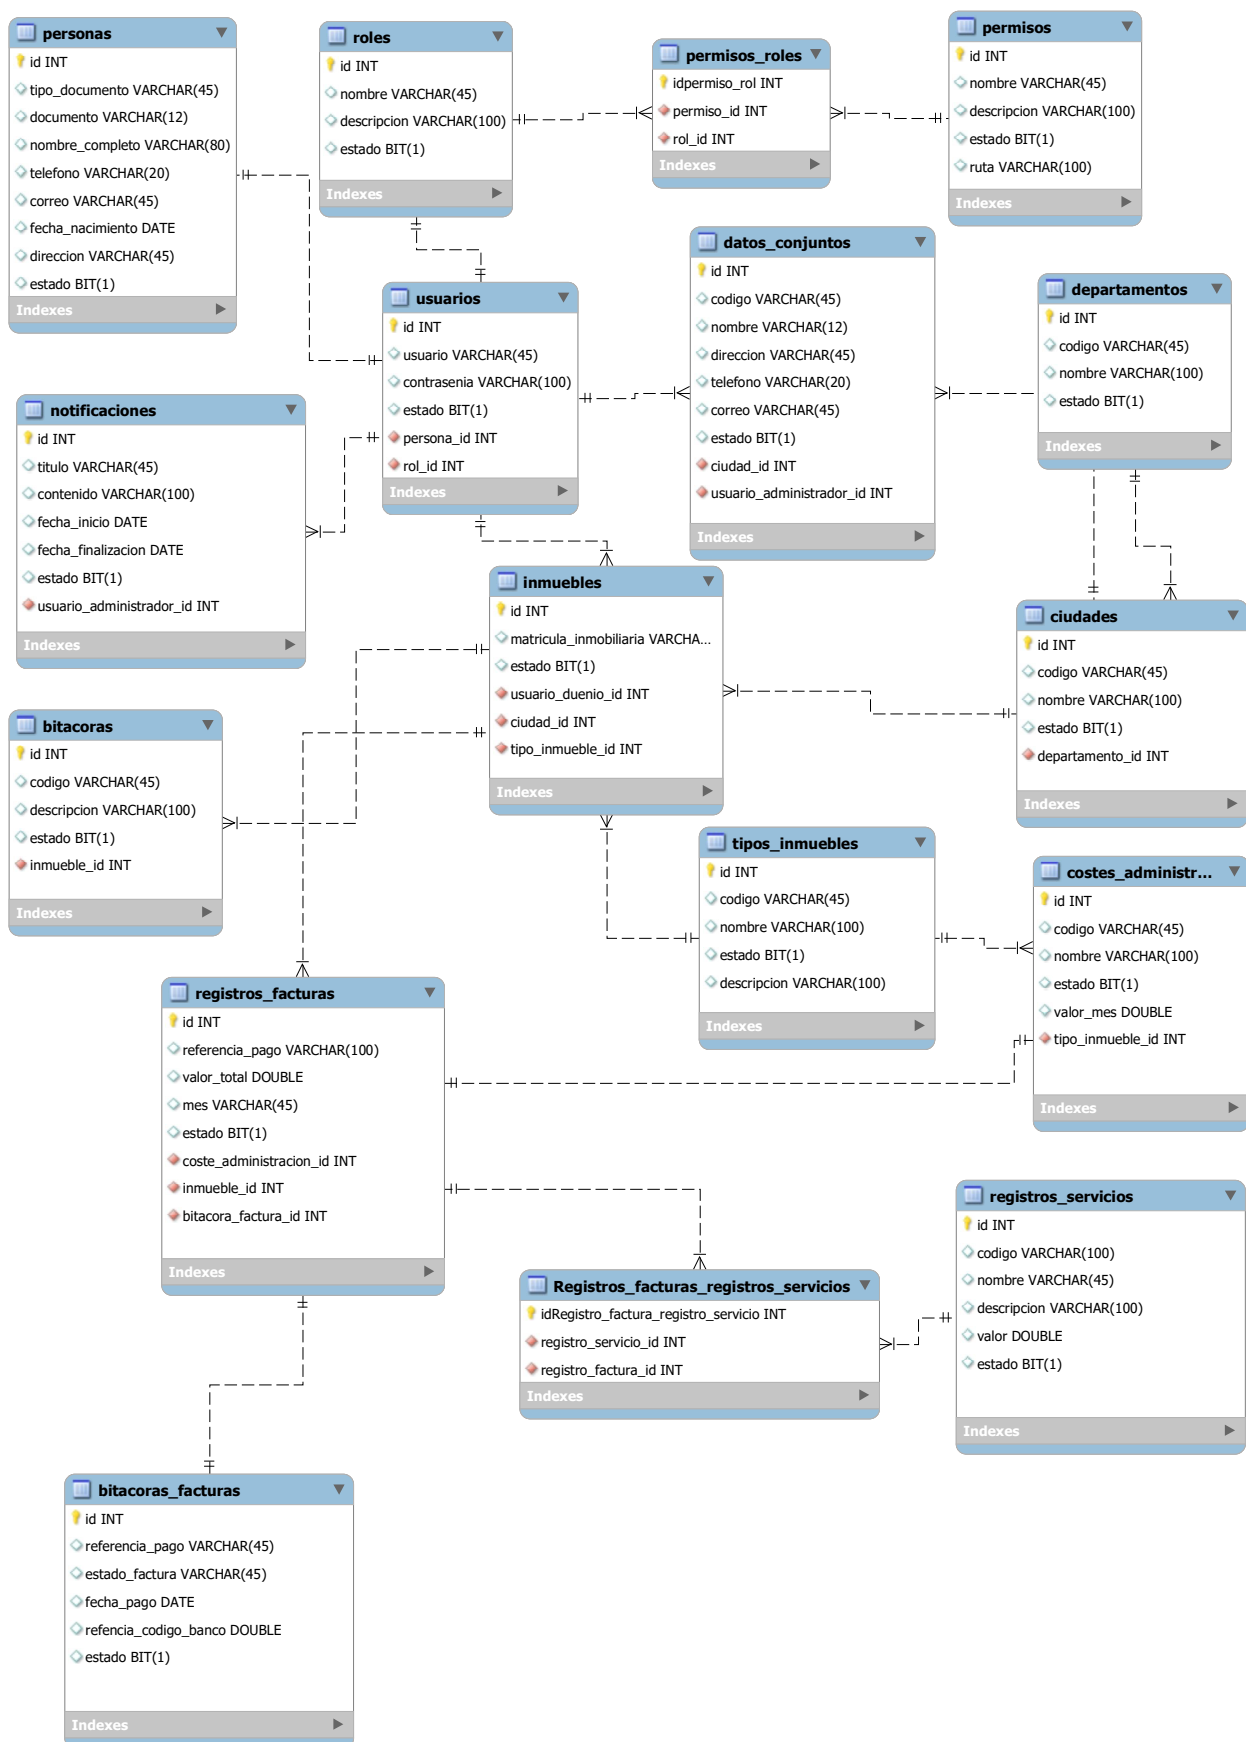 personas
id INT
tipo_documento VARCHAR(45)
documento VARCHAR(12)
nombre_completo VARCHAR(80)
telefono VARCHAR(20)
correo VARCHAR(45)
fecha_nacimiento DATE
direccion VARCHAR(45)
estado BIT(1)
Indexes
roles
id INT
nombre VARCHAR(45)
descripcion VARCHAR(100)
estado BIT(1)
Indexes
permisos_roles
idpermiso_rol INT
permiso_id INT
rol_id INT
Indexes
permisos
id INT
nombre VARCHAR(45)
descripcion VARCHAR(100)
estado BIT(1)
ruta VARCHAR(100)
Indexes
usuarios
id INT
usuario VARCHAR(45)
contrasenia VARCHAR(100)
estado BIT(1)
persona_id INT
rol_id INT
Indexes
datos_conjuntos
id INT
codigo VARCHAR(45)
nombre VARCHAR(12)
direccion VARCHAR(45)
telefono VARCHAR(20)
correo VARCHAR(45)
estado BIT(1)
ciudad_id INT
usuario_administrador_id INT
Indexes
departamentos
id INT
codigo VARCHAR(45)
nombre VARCHAR(100)
estado BIT(1)
Indexes
notificaciones
id INT
titulo VARCHAR(45)
contenido VARCHAR(100)
fecha_inicio DATE
fecha_finalizacion DATE
estado BIT(1)
usuario_administrador_id INT
Indexes
inmuebles
id INT
matricula_inmobiliaria VARCHA...
estado BIT(1)
usuario_duenio_id INT
ciudad_id INT
tipo_inmueble_id INT
Indexes
ciudades
id INT
codigo VARCHAR(45)
nombre VARCHAR(100)
estado BIT(1)
departamento_id INT
Indexes
bitacoras
id INT
codigo VARCHAR(45)
descripcion VARCHAR(100)
estado BIT(1)
inmueble_id INT
Indexes
tipos_inmuebles
id INT
codigo VARCHAR(45)
nombre VARCHAR(100)
estado BIT(1)
descripcion VARCHAR(100)
Indexes
costes_administr...
id INT
codigo VARCHAR(45)
nombre VARCHAR(100)
estado BIT(1)
valor_mes DOUBLE
tipo_inmueble_id INT
Indexes
registros_facturas
id INT
referencia_pago VARCHAR(100)
valor_total DOUBLE
mes VARCHAR(45)
estado BIT(1)
coste_administracion_id INT
inmueble_id INT
bitacora_factura_id INT
Indexes
Registros_facturas_registros_servicios
idRegistro_factura_registro_servicio INT
registro_servicio_id INT
registro_factura_id INT
Indexes
registros_servicios
id INT
codigo VARCHAR(100)
nombre VARCHAR(45)
descripcion VARCHAR(100)
valor DOUBLE
estado BIT(1)
Indexes
bitacoras_facturas
id INT
referencia_pago VARCHAR(45)
estado_factura VARCHAR(45)
fecha_pago DATE
refencia_codigo_banco DOUBLE
estado BIT(1)
Indexes